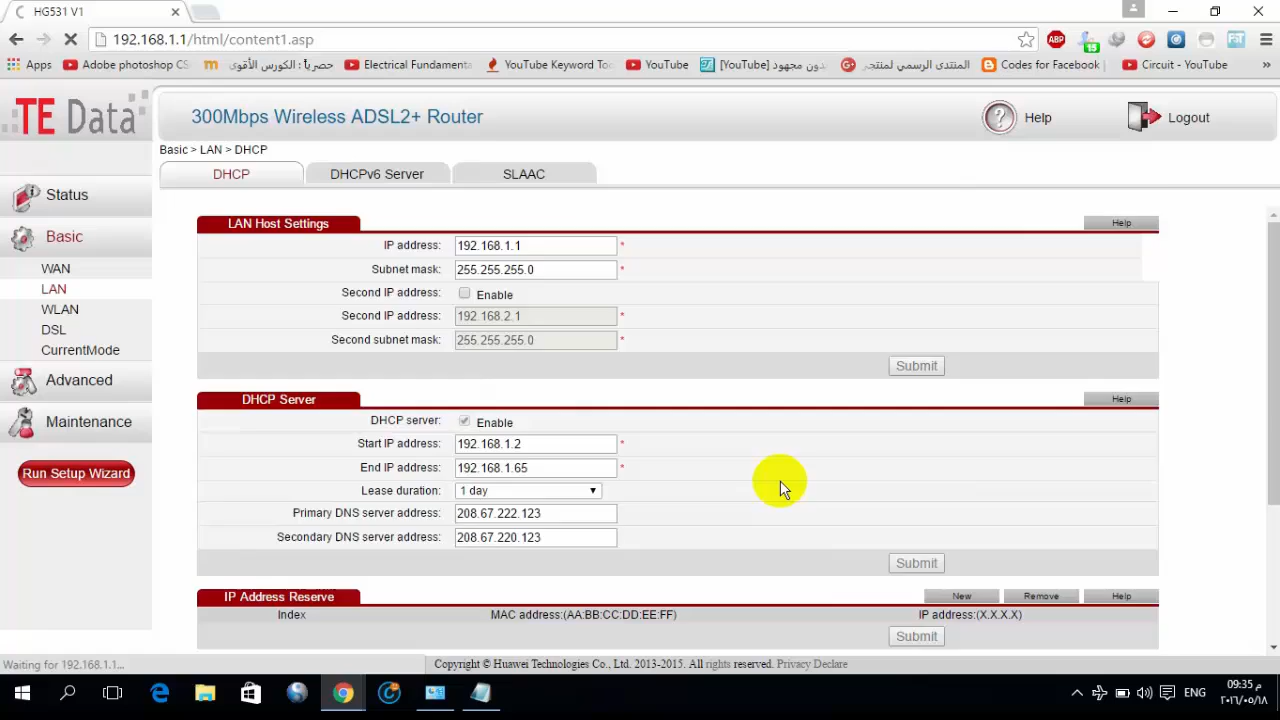 HG531 V1
192.168.1.1/html/content1.asp
ABP
15
Apps
Adobe photoshop CS
حصرياً : الكورس الأقوى
Electrical Fundamenta
YouTube Keyword To
YouTube
[YouTube] دون مجهود
المنتدى الرسمي لمنتجر
Codes for Facebook
Circuit - YouTube
»
TE Data
300Mbps Wireless ADSL2+ Router
? Help
Logout
Basic > LAN > DHCP
DHCP
DHCPv6 Server
SLAAC
Status
Basic
WAN
LAN
WLAN
DSL
CurrentMode
Advanced
Maintenance
Run Setup Wizard
LAN Host Settings
Help
IP address: 192.168.1.1 *
Subnet mask: 255.255.255.0 *
Second IP address: Enable
Second IP address: 192.168.2.1 *
Second subnet mask: 255.255.255.0 *
Submit
DHCP Server
Help
DHCP server: Enable
Start IP address: 192.168.1.2 *
End IP address: 192.168.1.65 *
Lease duration: 1 day
Primary DNS server address: 208.67.222.123
Secondary DNS server address: 208.67.220.123
Submit
IP Address Reserve
New
Remove
Help
Index
MAC address:(AA:BB:CC:DD:EE:FF)
IP address:(X.X.X.X)
Submit
Waiting for 192.168.1.1...
Copyright © Huawei Technologies Co., Ltd. 2013-2015. All rights reserved. Privacy Declare
ENG
09:35 م
٢٠١٦/٠٥/١٨